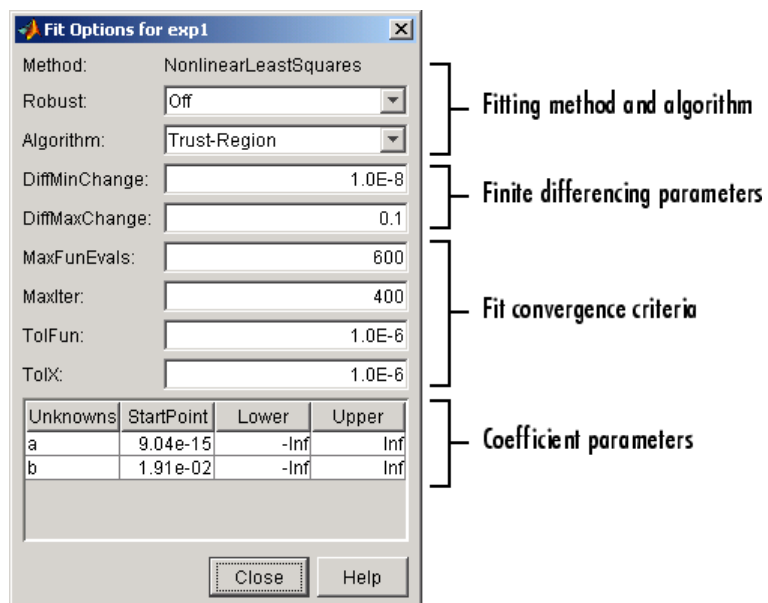 Fit Options for exp1
Method: NonlinearLeastSquares
Robust: Off
Algorithm: Trust-Region
Fitting method and algorithm
DiffMinChange: 1.0E-8
DiffMaxChange: 0.1
Finite differencing parameters
MaxFunEvals: 600
MaxIter: 400
TolFun: 1.0E-6
TolX: 1.0E-6
Fit convergence criteria
Unknowns StartPoint Lower Upper
a 9.04e-15 -Inf Inf
b 1.91e-02 -Inf Inf
Coefficient parameters
Close Help